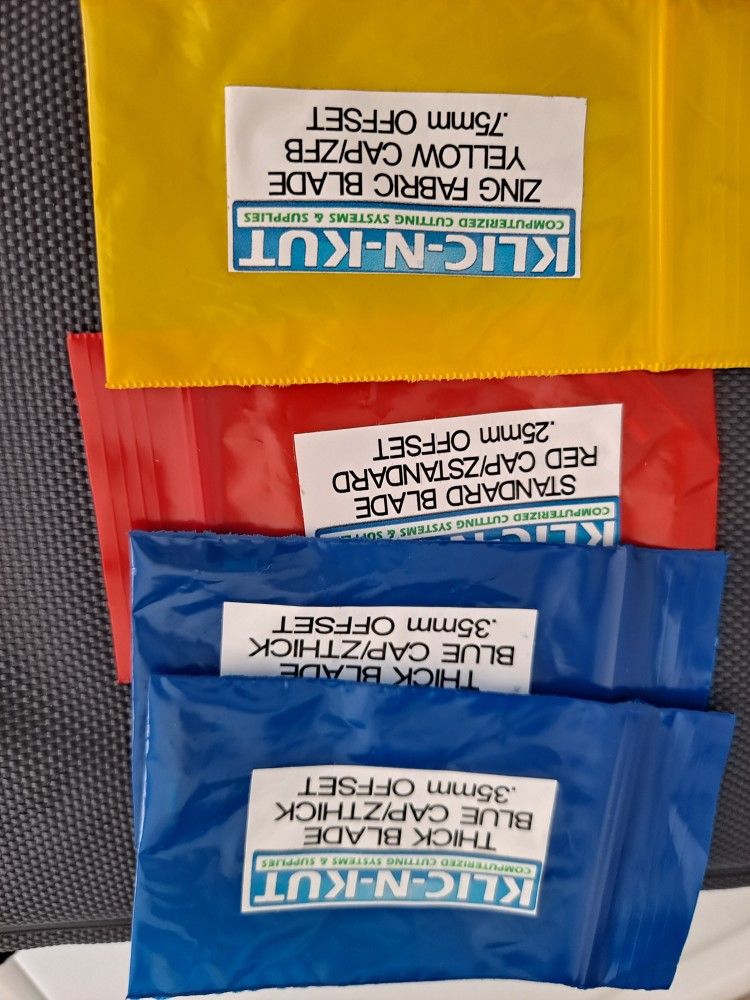 KLIC-N-KUT
COMPUTERIZED CUTTING SYSTEMS & SUPPLIES
ZING FABRIC BLADE
YELLOW CAP/ZFB
.75mm OFFSET
KLIC-N-KUT
COMPUTERIZED CUTTING SYSTEMS &
STANDARD BLADE
RED CAP/ZSTANDARD
.25mm OFFSET
THICK BLADE
BLUE CAP/ZTHICK
.35mm OFFSET
KLIC-N-KUT
COMPUTERIZED CUTTING SYSTEMS & SUPPLIES
THICK BLADE
BLUE CAP/ZTHICK
.35mm OFFSET